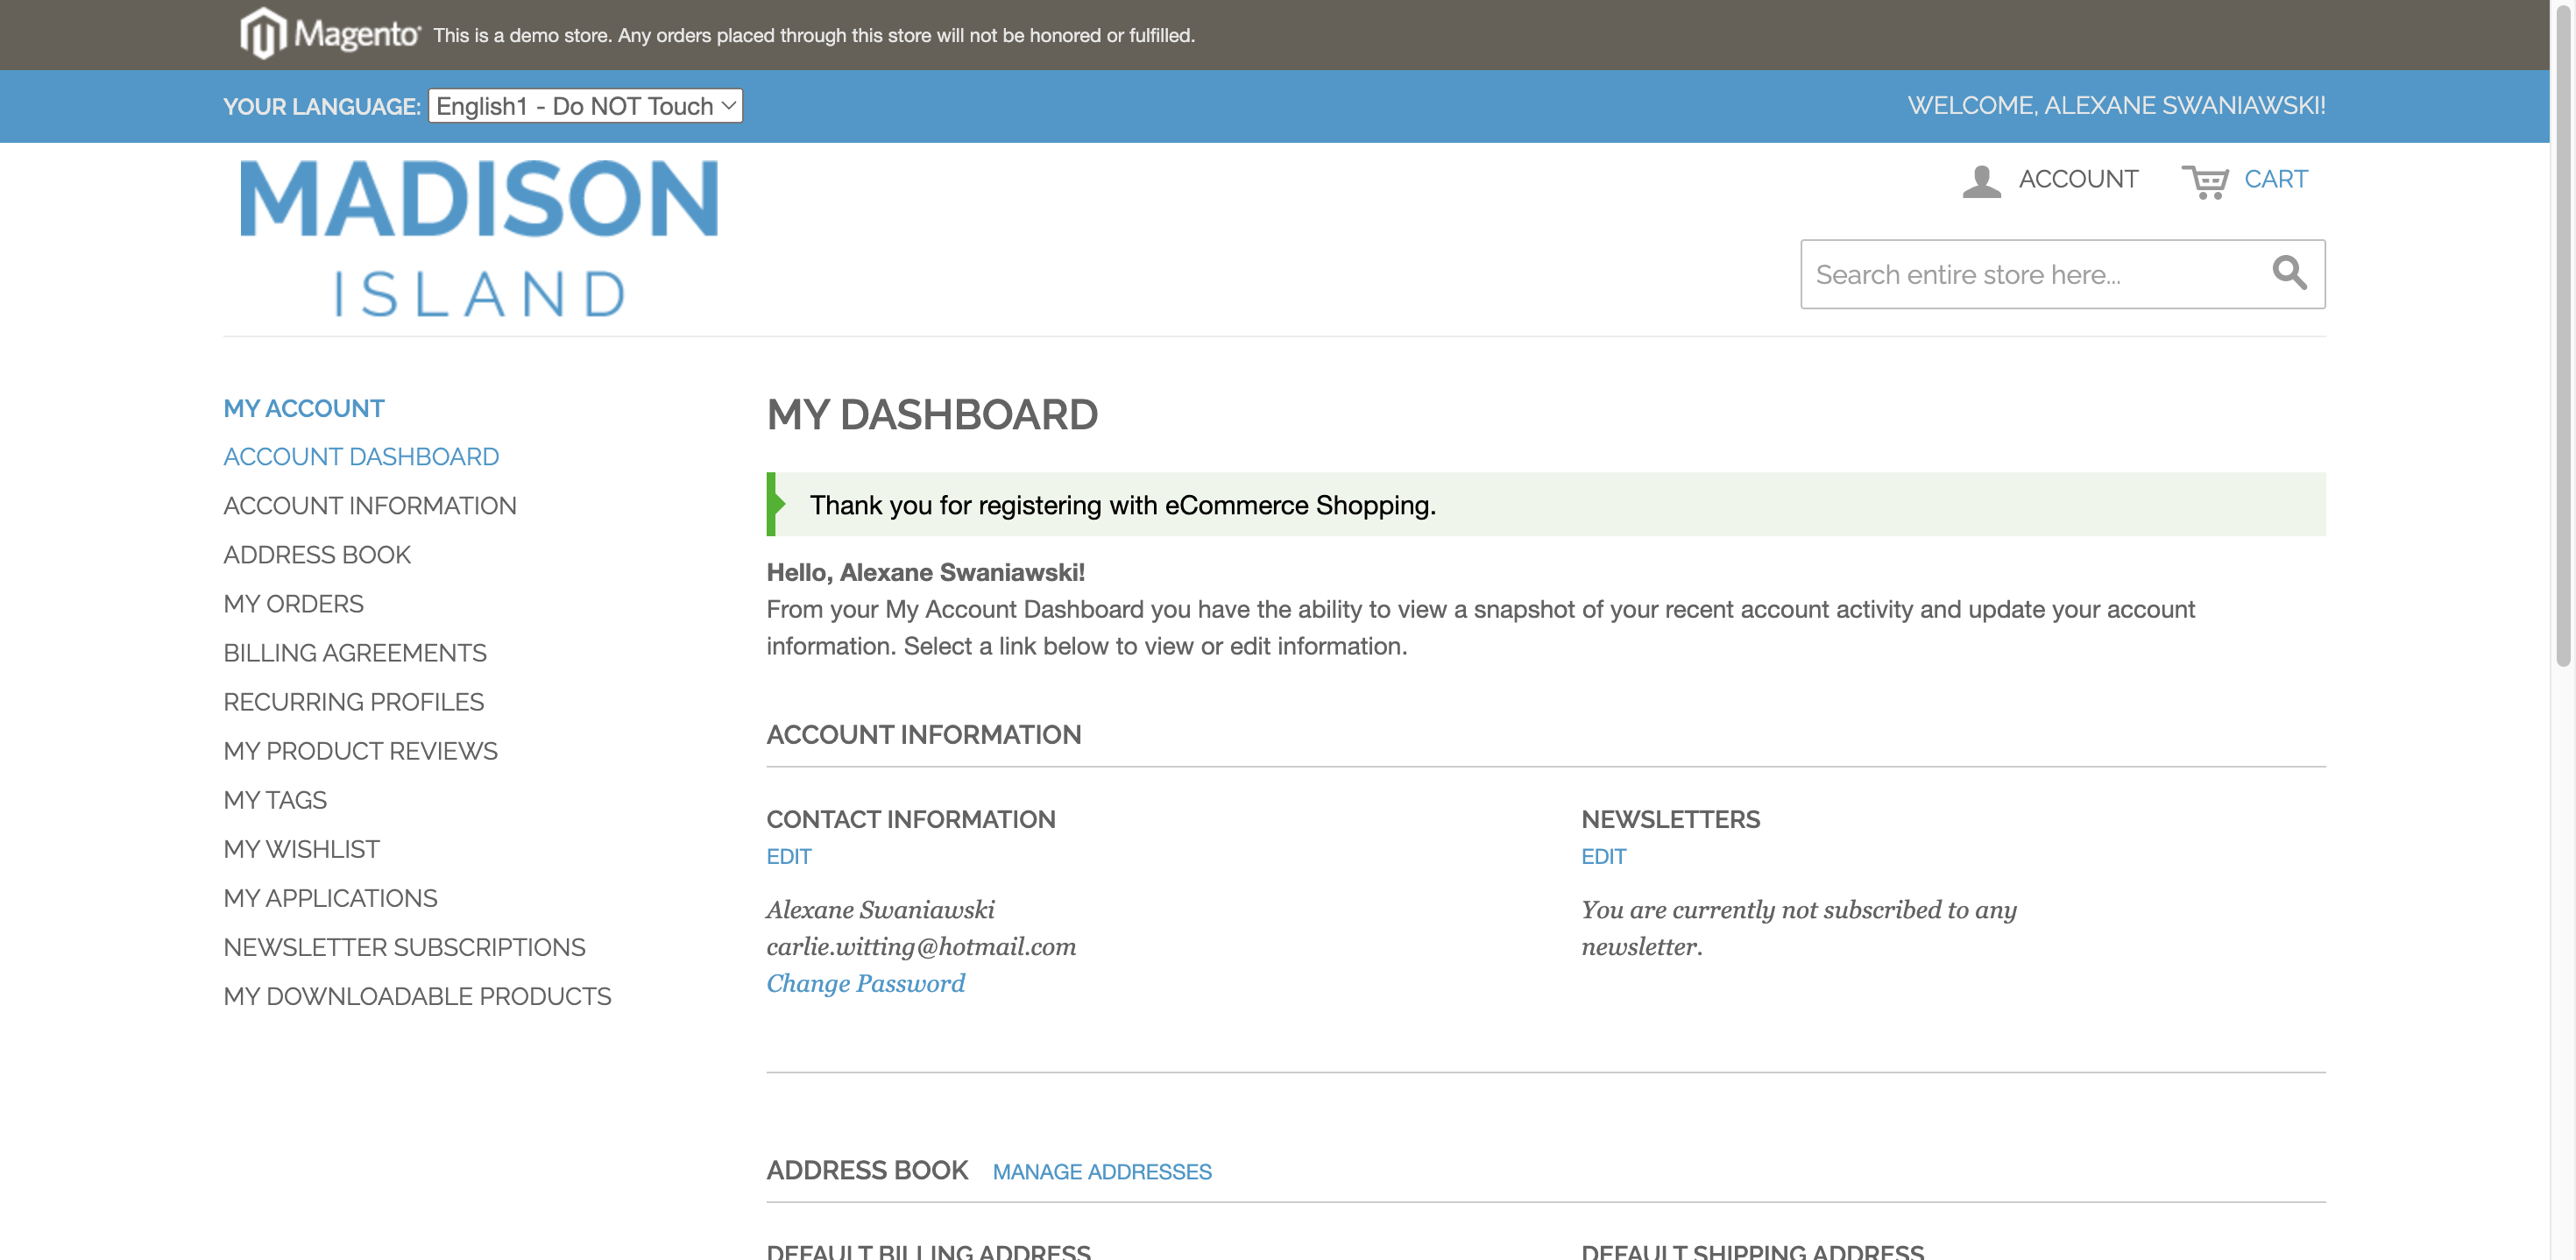 Magento This is a demo store. Any orders placed through this store will not be honored or fulfilled.
YOUR LANGUAGE: English1 - Do NOT Touch
WELCOME, ALEXANE SWANIAWSKI!
MADISON
ISLAND
ACCOUNT
CART
Search entire store here...
MY ACCOUNT
ACCOUNT DASHBOARD
ACCOUNT INFORMATION
ADDRESS BOOK
MY ORDERS
BILLING AGREEMENTS
RECURRING PROFILES
MY PRODUCT REVIEWS
MY TAGS
MY WISHLIST
MY APPLICATIONS
NEWSLETTER SUBSCRIPTIONS
MY DOWNLOADABLE PRODUCTS
MY DASHBOARD
Thank you for registering with eCommerce Shopping.
Hello, Alexane Swaniawski!
From your My Account Dashboard you have the ability to view a snapshot of your recent account activity and update your account
information. Select a link below to view or edit information.
ACCOUNT INFORMATION
CONTACT INFORMATION
EDIT
Alexane Swaniawski
carlie.witting@hotmail.com
Change Password
NEWSLETTERS
EDIT
You are currently not subscribed to any
newsletter.
ADDRESS BOOK MANAGE ADDRESSES
DEFAULT BILLING ADDRESS
DEFAULT SHIPPING ADDRESS